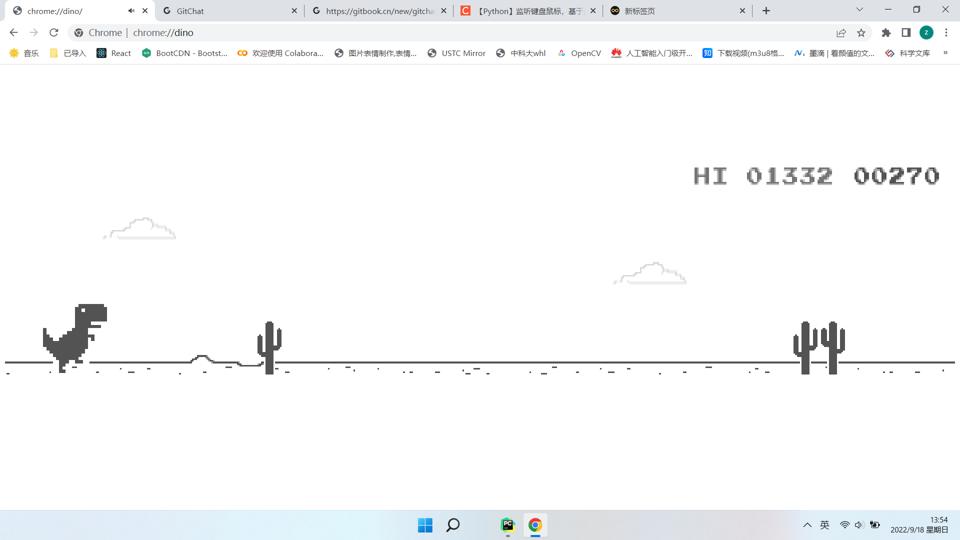 chrome://dino/
GitChat
https://gitbook.cn/new/gitcha
【Python】监听键盘鼠标，基于
新标签页
Chrome | chrome://dino
音乐
已导入
React
BootCDN - Bootst...
欢迎使用 Colabora...
图片表情制作,表情...
USTC Mirror
中科大whl
OpenCV
人工智能入门级开...
下载视频(m3u8格...
墨滴 | 看颜值的文...
科学文库
»
HI 01332 00270
英
13:54
2022/9/18 星期日